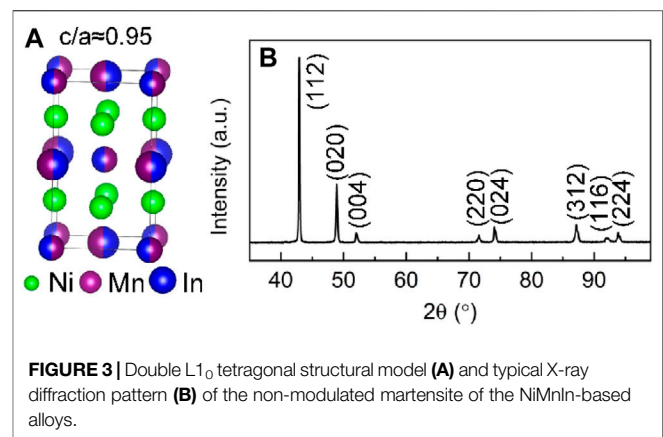 A
c/a≈0.95
Ni Mn In
B
Intensity (a.u.)
(112)
(020)
(004)
(220)
(024)
(312)
(116)
(224)
40 50 60 70 80 90
2θ (°)
FIGURE 3 | Double L1₀ tetragonal structural model (A) and typical X-ray
diffraction pattern (B) of the non-modulated martensite of the NiMnIn-based
alloys.